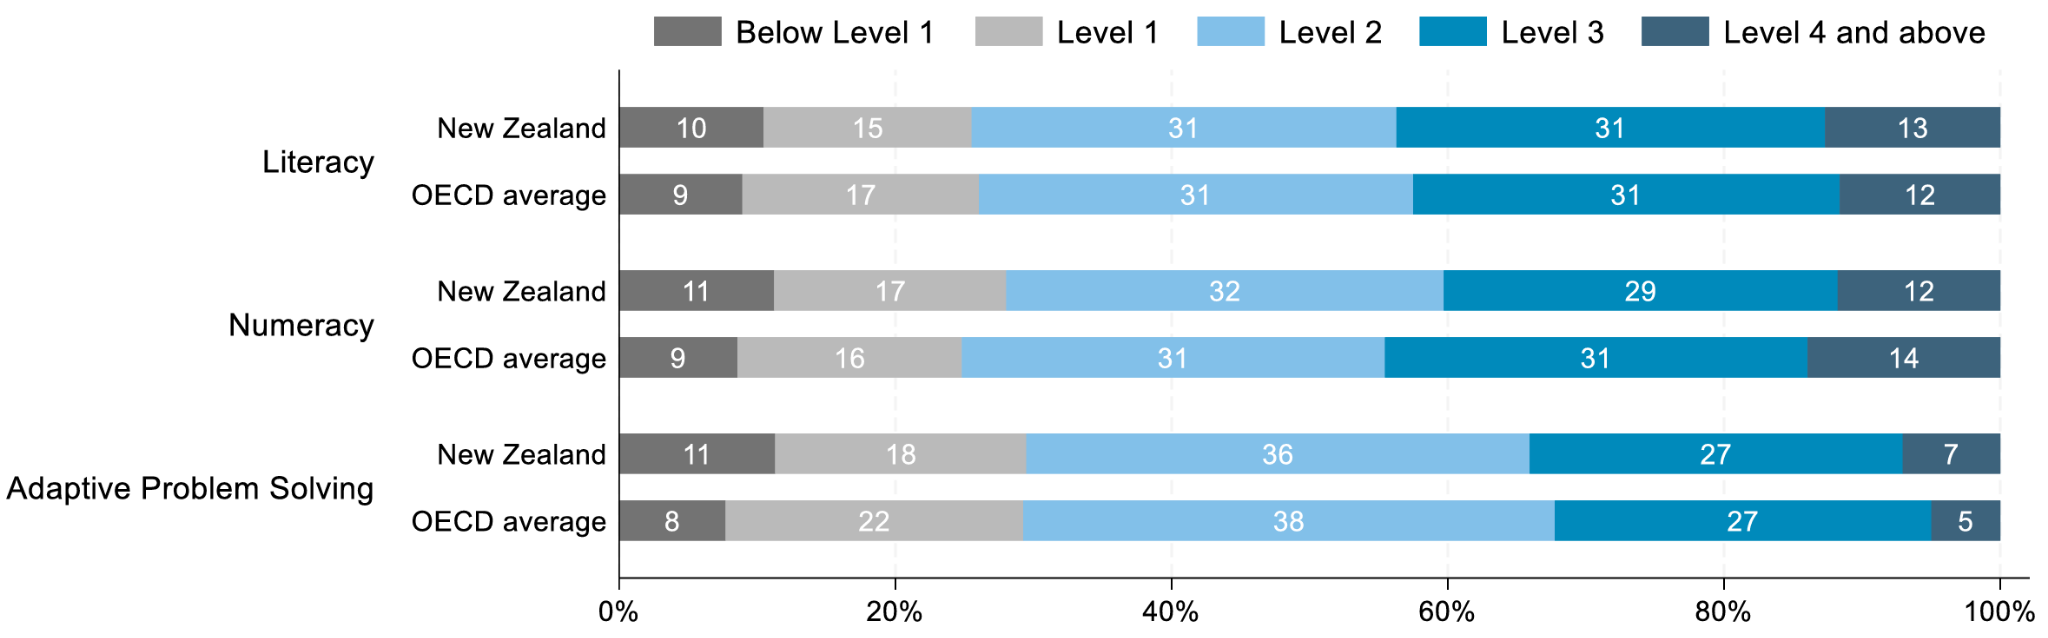 Below Level 1 Level 1 Level 2 Level 3 Level 4 and above
Literacy
New Zealand 10 15 31 31 13
OECD average 9 17 31 31 12
Numeracy
New Zealand 11 17 32 29 12
OECD average 9 16 31 31 14
Adaptive Problem Solving
New Zealand 11 18 36 27 7
OECD average 8 22 38 27 5
0% 20% 40% 60% 80% 100%